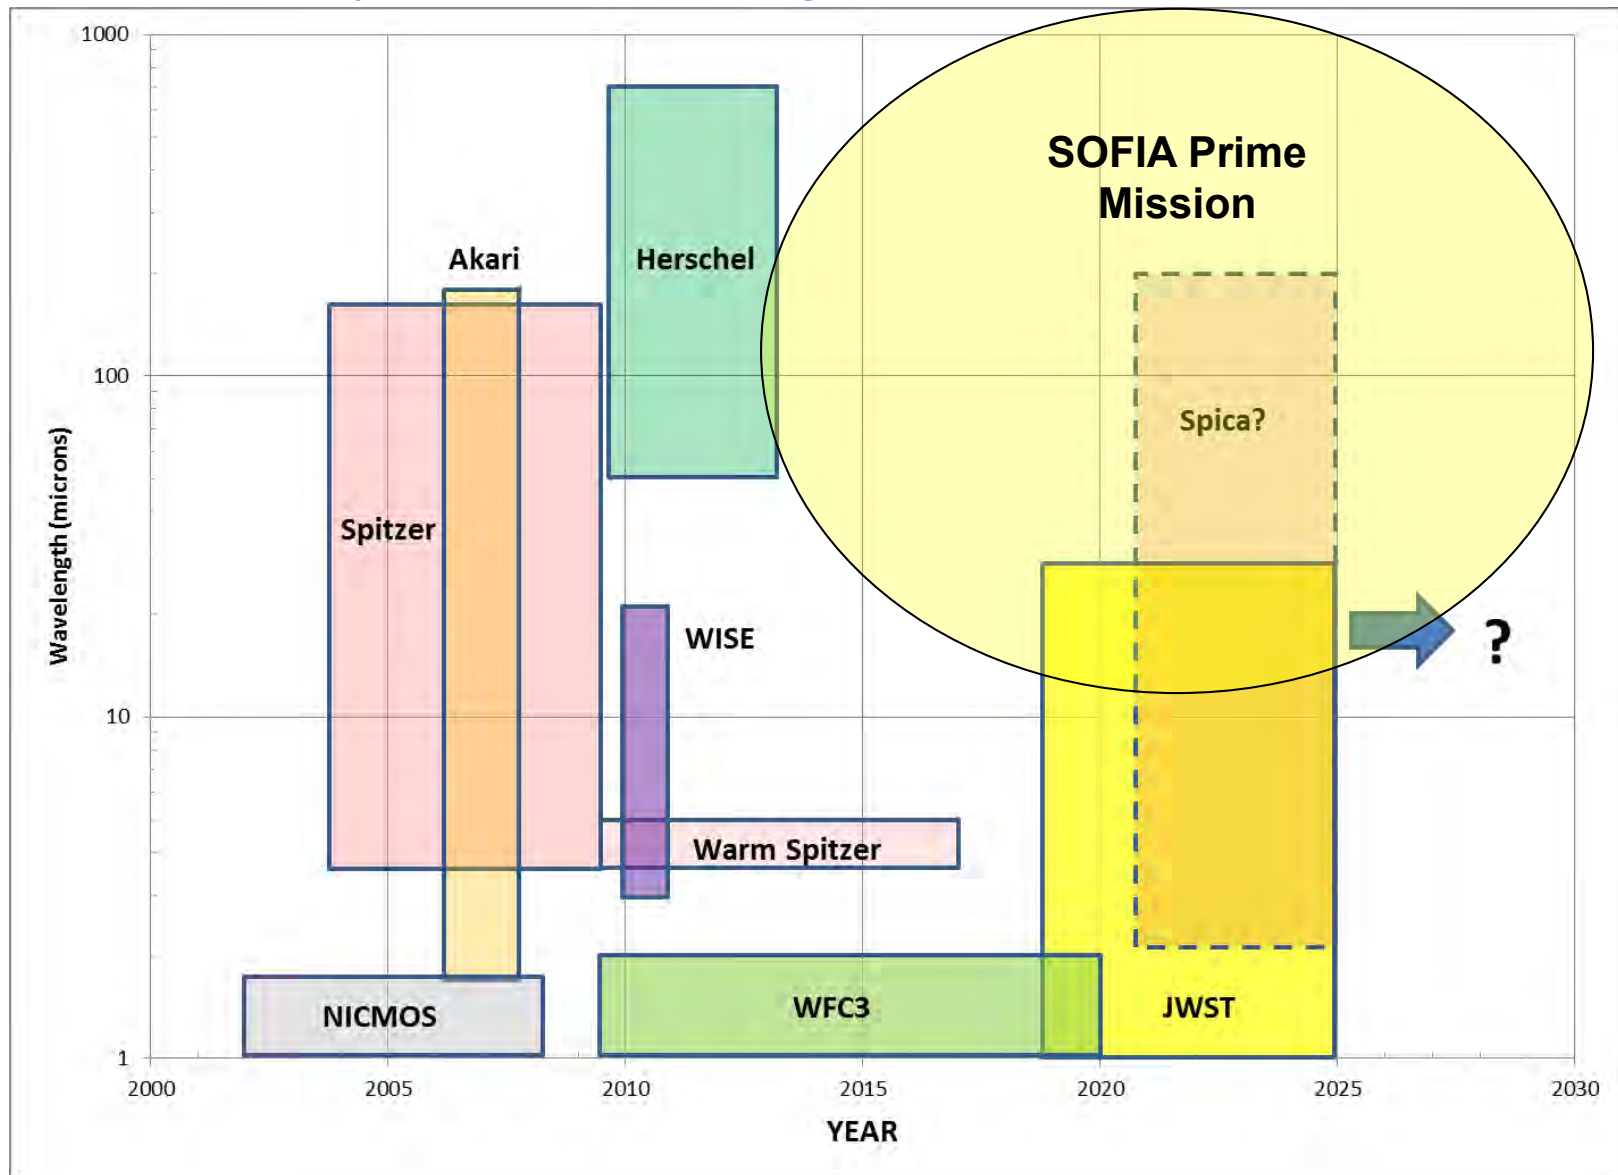 1000
100
10
1
Wavelength (microns)
SOFIA Prime
Mission
Akari
Herschel
Spica?
Spitzer
WISE
?
Warm Spitzer
NICMOS
WFC3
JWST
2000 2005 2010 2015 2020 2025 2030
YEAR